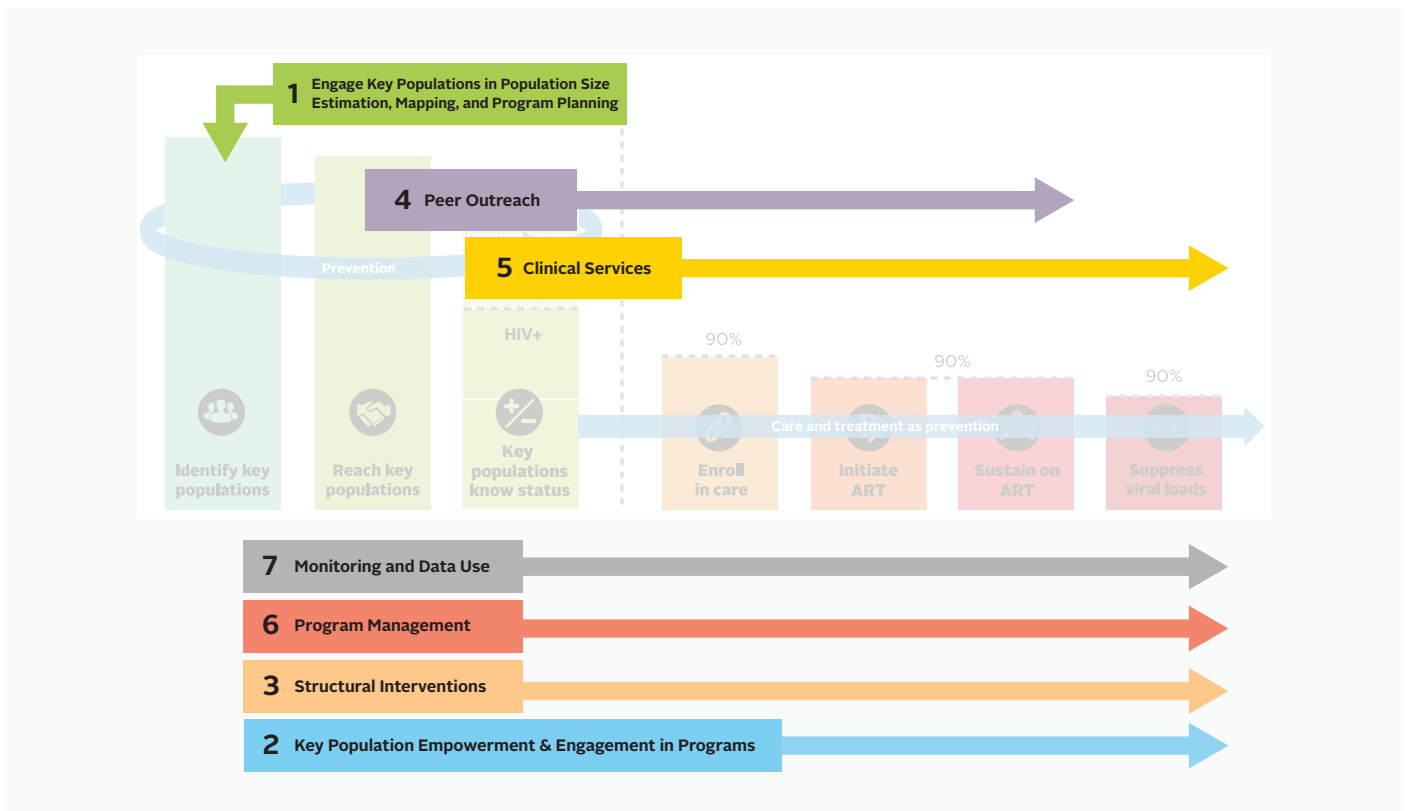 1 Engage Key Populations in Population Size
Estimation, Mapping, and Program Planning
4 Peer Outreach
5 Clinical Services
Prevention
HIV+
90%
90%
90%
Care and treatment as prevention
Identify key
populations
Reach key
populations
Key
populations
know status
Enroll
in care
Initiate
ART
Sustain on
ART
VL
Suppress
viral loads
7 Monitoring and Data Use
6 Program Management
3 Structural Interventions
2 Key Population Empowerment & Engagement in Programs